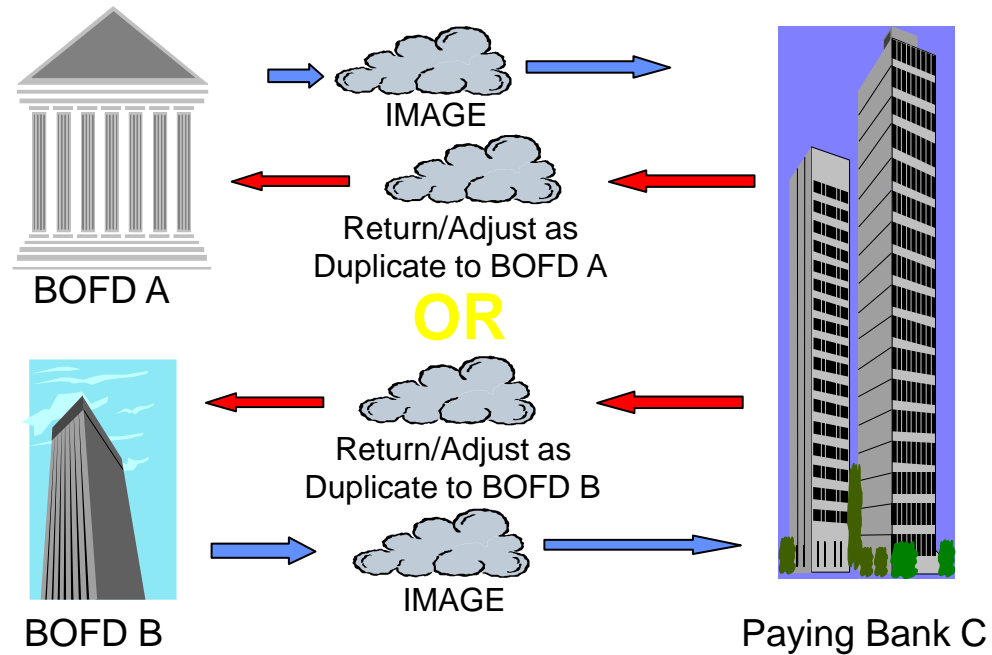 IMAGE
Return/Adjust as
Duplicate to BOFD A
BOFD A
OR
Return/Adjust as
Duplicate to BOFD B
IMAGE
BOFD B
Paying Bank C